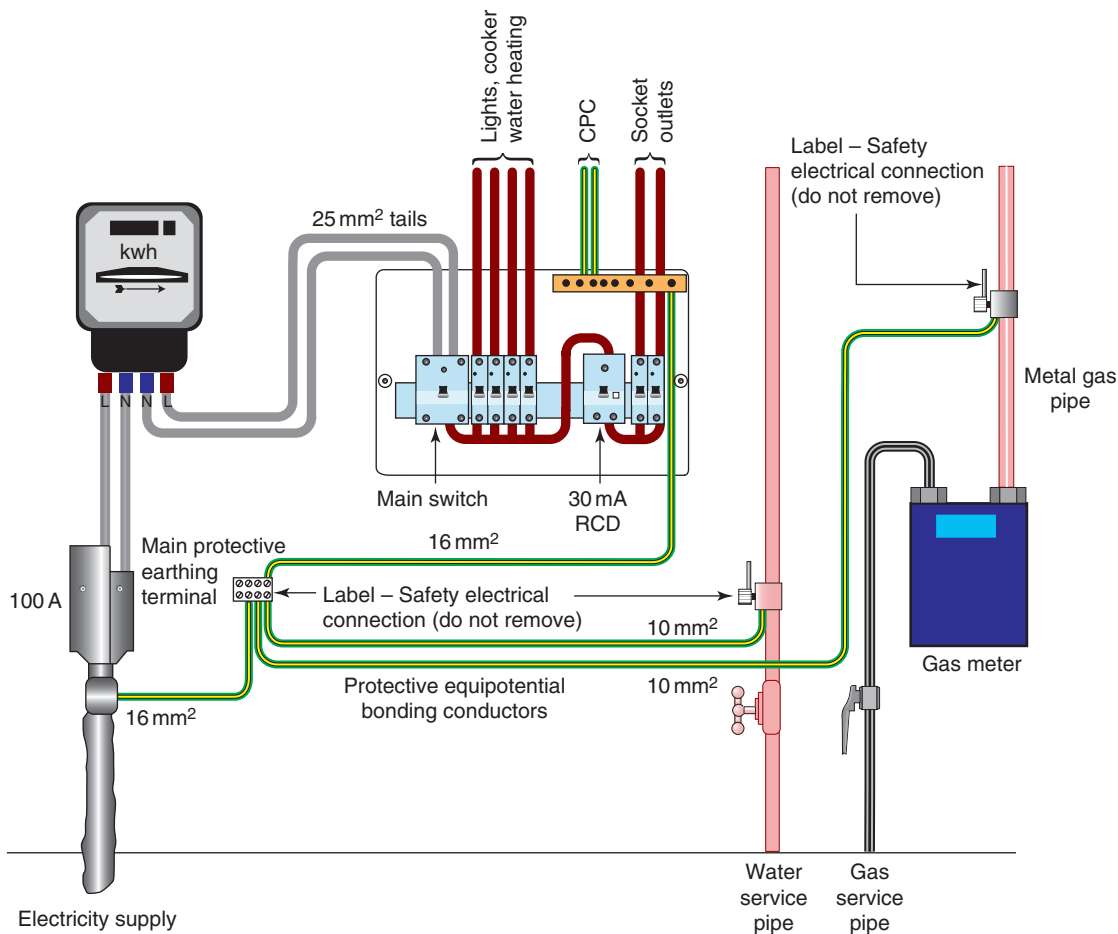 Lights, cooker
water heating
CPC
Socket
outlets
Label – Safety
electrical connection
(do not remove)
25 mm²  tails
kwh
L N N L
Metal gas
pipe
Main switch
30 mA
RCD
16 mm²
Main protective
earthing
terminal
100 A
Label – Safety electrical
connection (do not remove)
10 mm²
Gas meter
Protective equipotential
bonding conductors
10 mm²
16 mm²
Water
service
pipe
Gas
service
pipe
Electricity supply